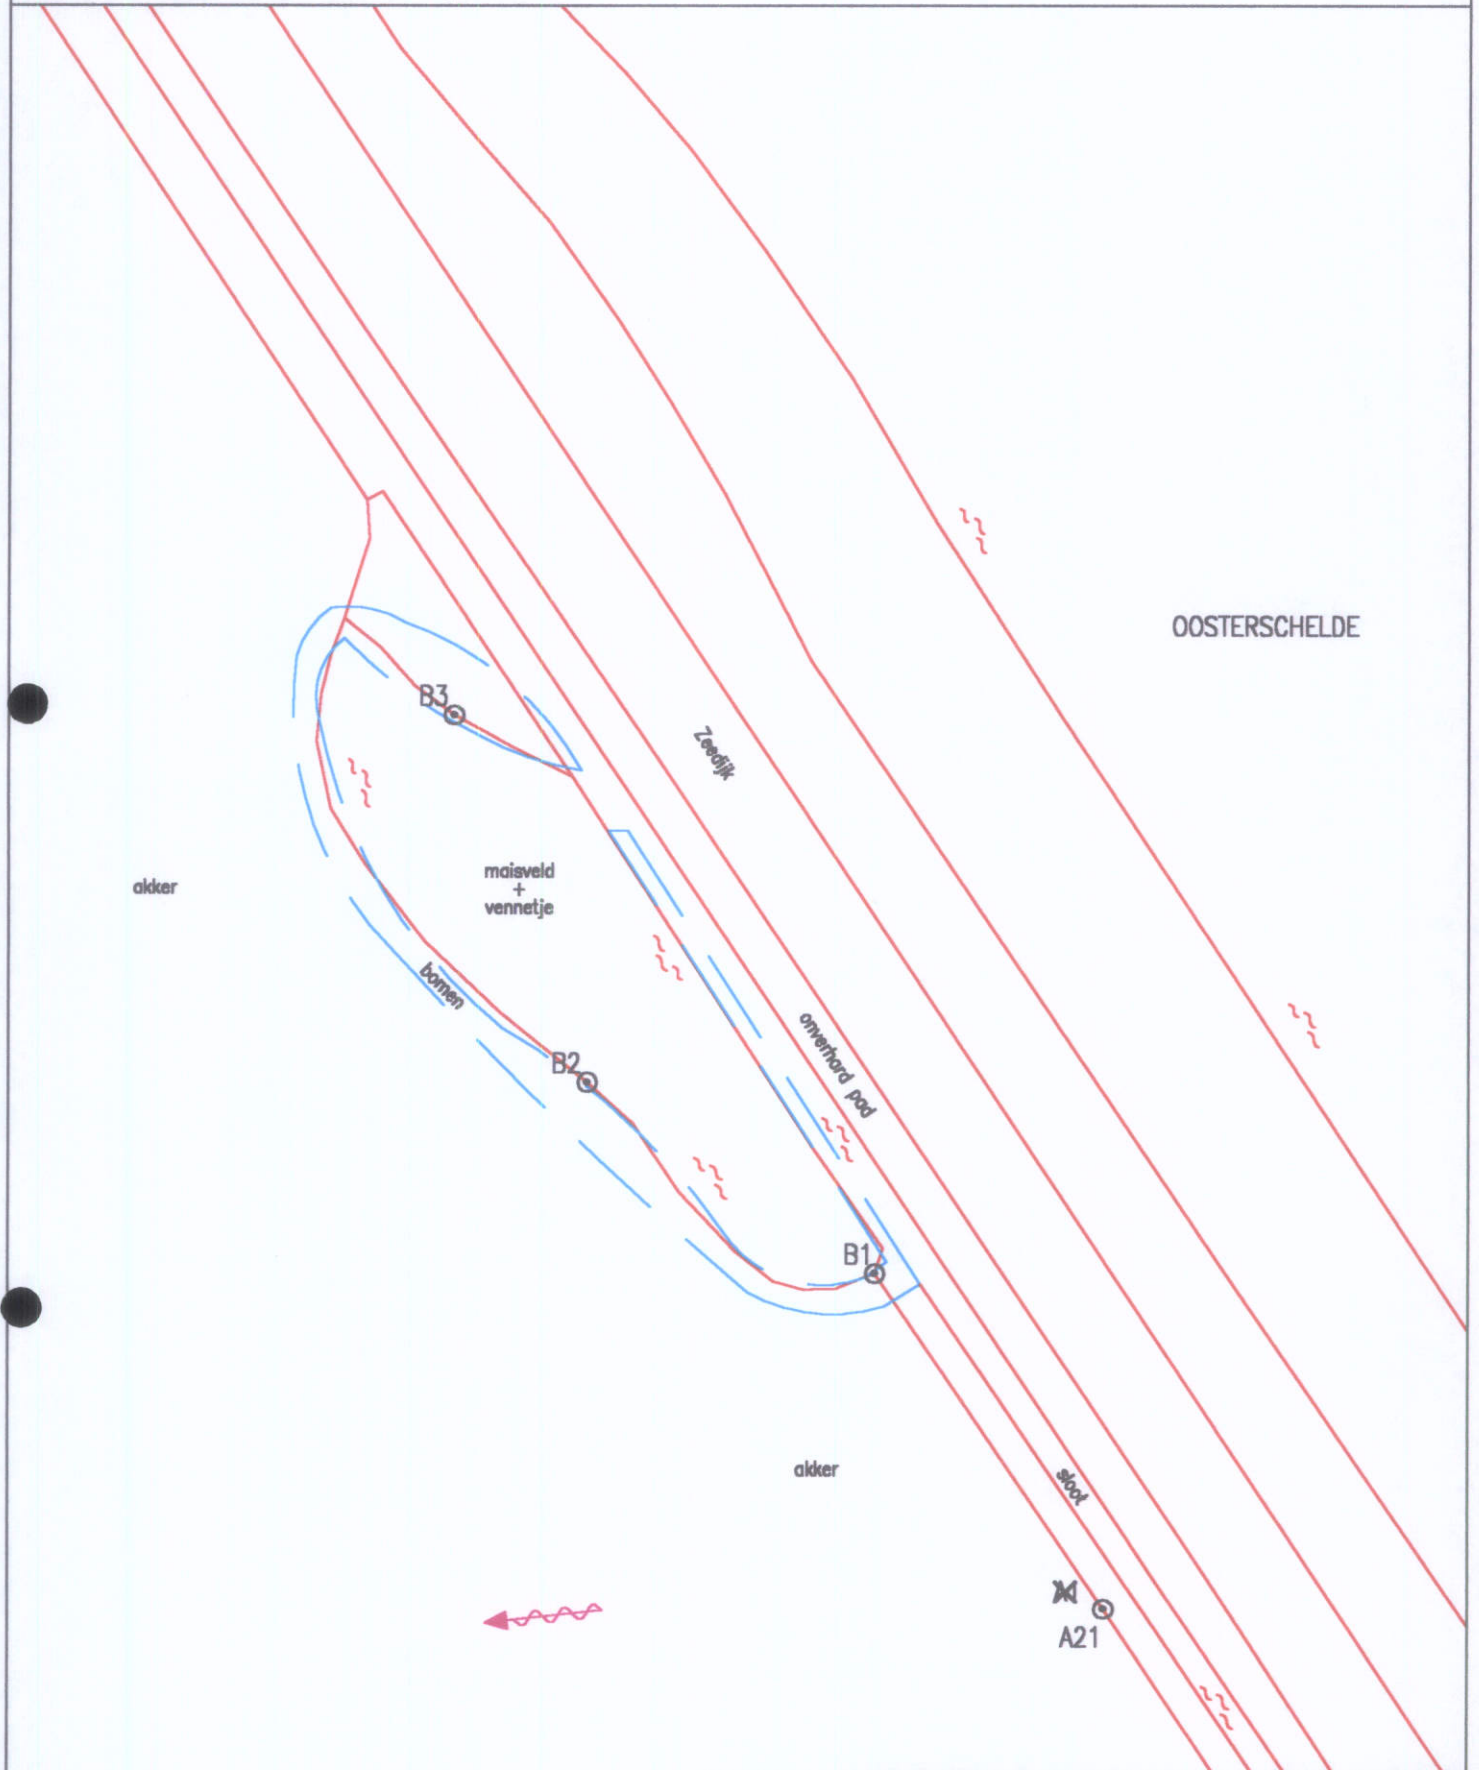 OOSTERSCHELDE
B3
Zeedijk
maisveld
+
vennetje
akker
bomen
onverhard pad
B2
B1
akker
sloot
A21